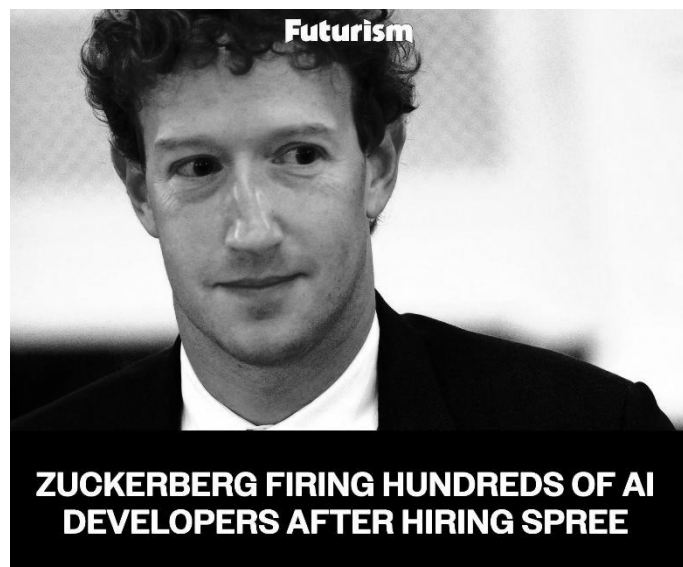 Futurism
ZUCKERBERG FIRING HUNDREDS OF AI
DEVELOPERS AFTER HIRING SPREE